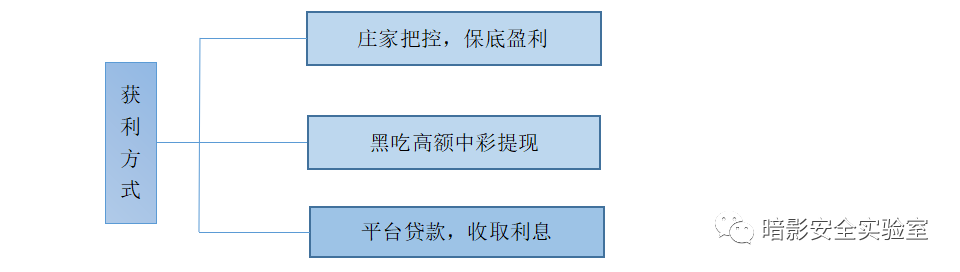 庄家把控，保底盈利
获利方式
黑吃高额中彩提现
平台贷款，收取利息
暗影安全实验室